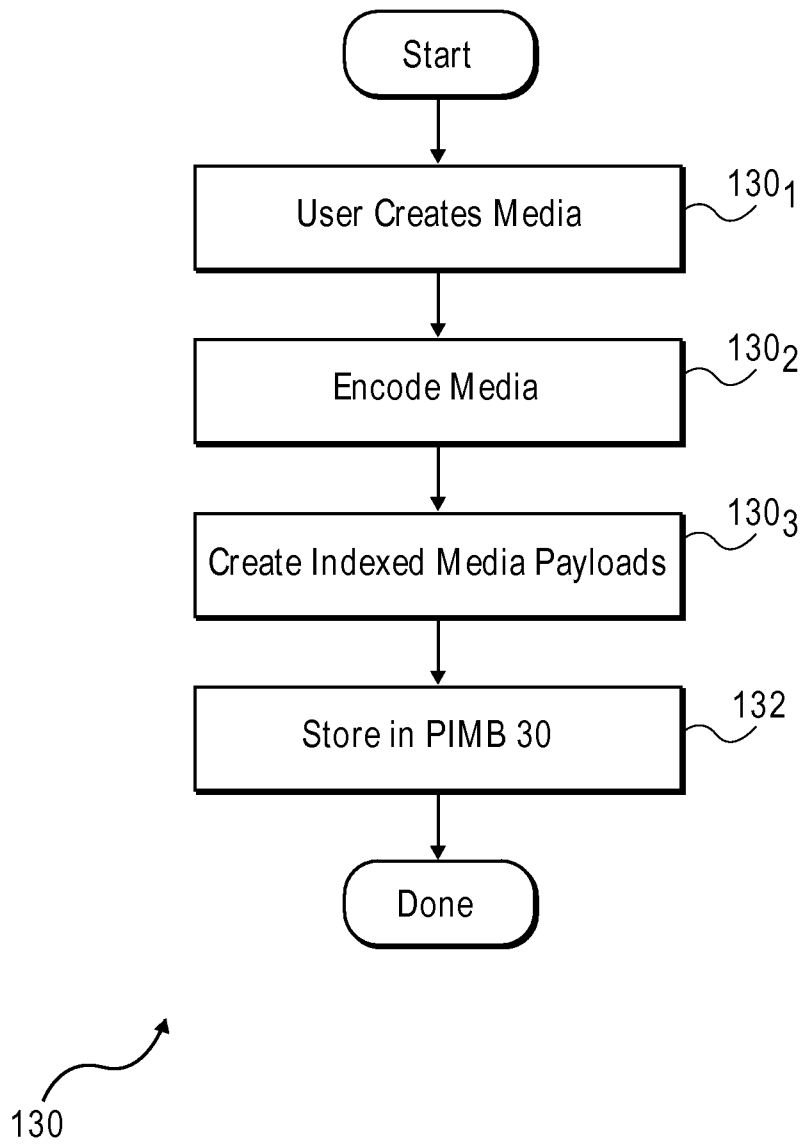 Start
User Creates Media
130₁
Encode Media
130₂
Create Indexed Media Payloads
130₃
Store in PIMB 30
132
Done
130